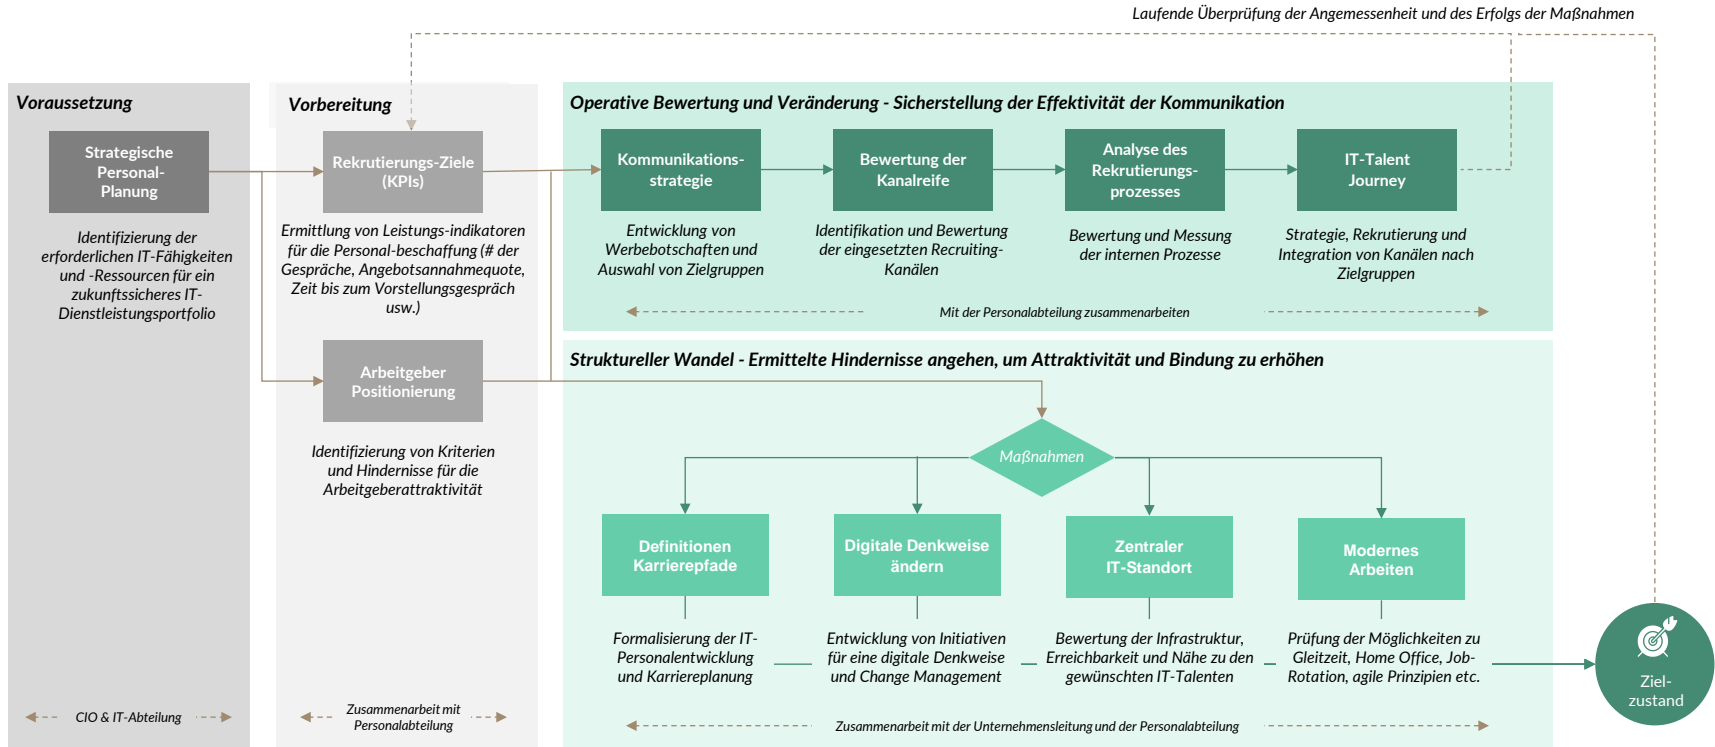 Laufende Überprüfung der Angemessenheit und des Erfolgs der Maßnahmen
Voraussetzung
Strategische
Personal-
Planung
Identifizierung der
erforderlichen IT-Fähigkeiten
und -Ressourcen für ein
zukunftssicheres IT-
Dienstleistungsportfolio
CIO & IT-Abteilung
Vorbereitung
Rekrutierungs-Ziele
(KPIs)
Ermittlung von Leistungs-indikatoren
für die Personal-beschaffung (# der
Gespräche, Angebotsannahmequote,
Zeit bis zum Vorstellungsgespräch
usw.)
Arbeitgeber
Positionierung
Identifizierung von Kriterien
und Hindernisse für die
Arbeitgeberattraktivität
Zusammenarbeit mit
Personalabteilung
Operative Bewertung und Veränderung - Sicherstellung der Effektivität der Kommunikation
Kommunikations-
strategie
Entwicklung von
Werbebotschaften und
Auswahl von Zielgruppen
Bewertung der
Kanalreife
Identifikation und Bewertung
der eingesetzten Recruiting-
Kanälen
Analyse des
Rekrutierungs-
prozesses
Bewertung und Messung
der internen Prozesse
IT-Talent
Journey
Strategie, Rekrutierung und
Integration von Kanälen nach
Zielgruppen
Mit der Personalabteilung zusammenarbeiten
Struktureller Wandel - Ermittelte Hindernisse angehen, um Attraktivität und Bindung zu erhöhen
Maßnahmen
Definitionen
Karrierepfade
Formalisierung der IT-
Personalentwicklung
und Karriereplanung
Digitale Denkweise
ändern
Entwicklung von Initiativen
für eine digitale Denkweise
und Change Management
Zentraler
IT-Standort
Bewertung der Infrastruktur,
Erreichbarkeit und Nähe zu den
gewünschten IT-Talenten
Modernes
Arbeiten
Prüfung der Möglichkeiten zu
Gleitzeit, Home Office, Job-
Rotation, agile Prinzipien etc.
Zusammenarbeit mit der Unternehmensleitung und der Personalabteilung
Ziel-
zustand